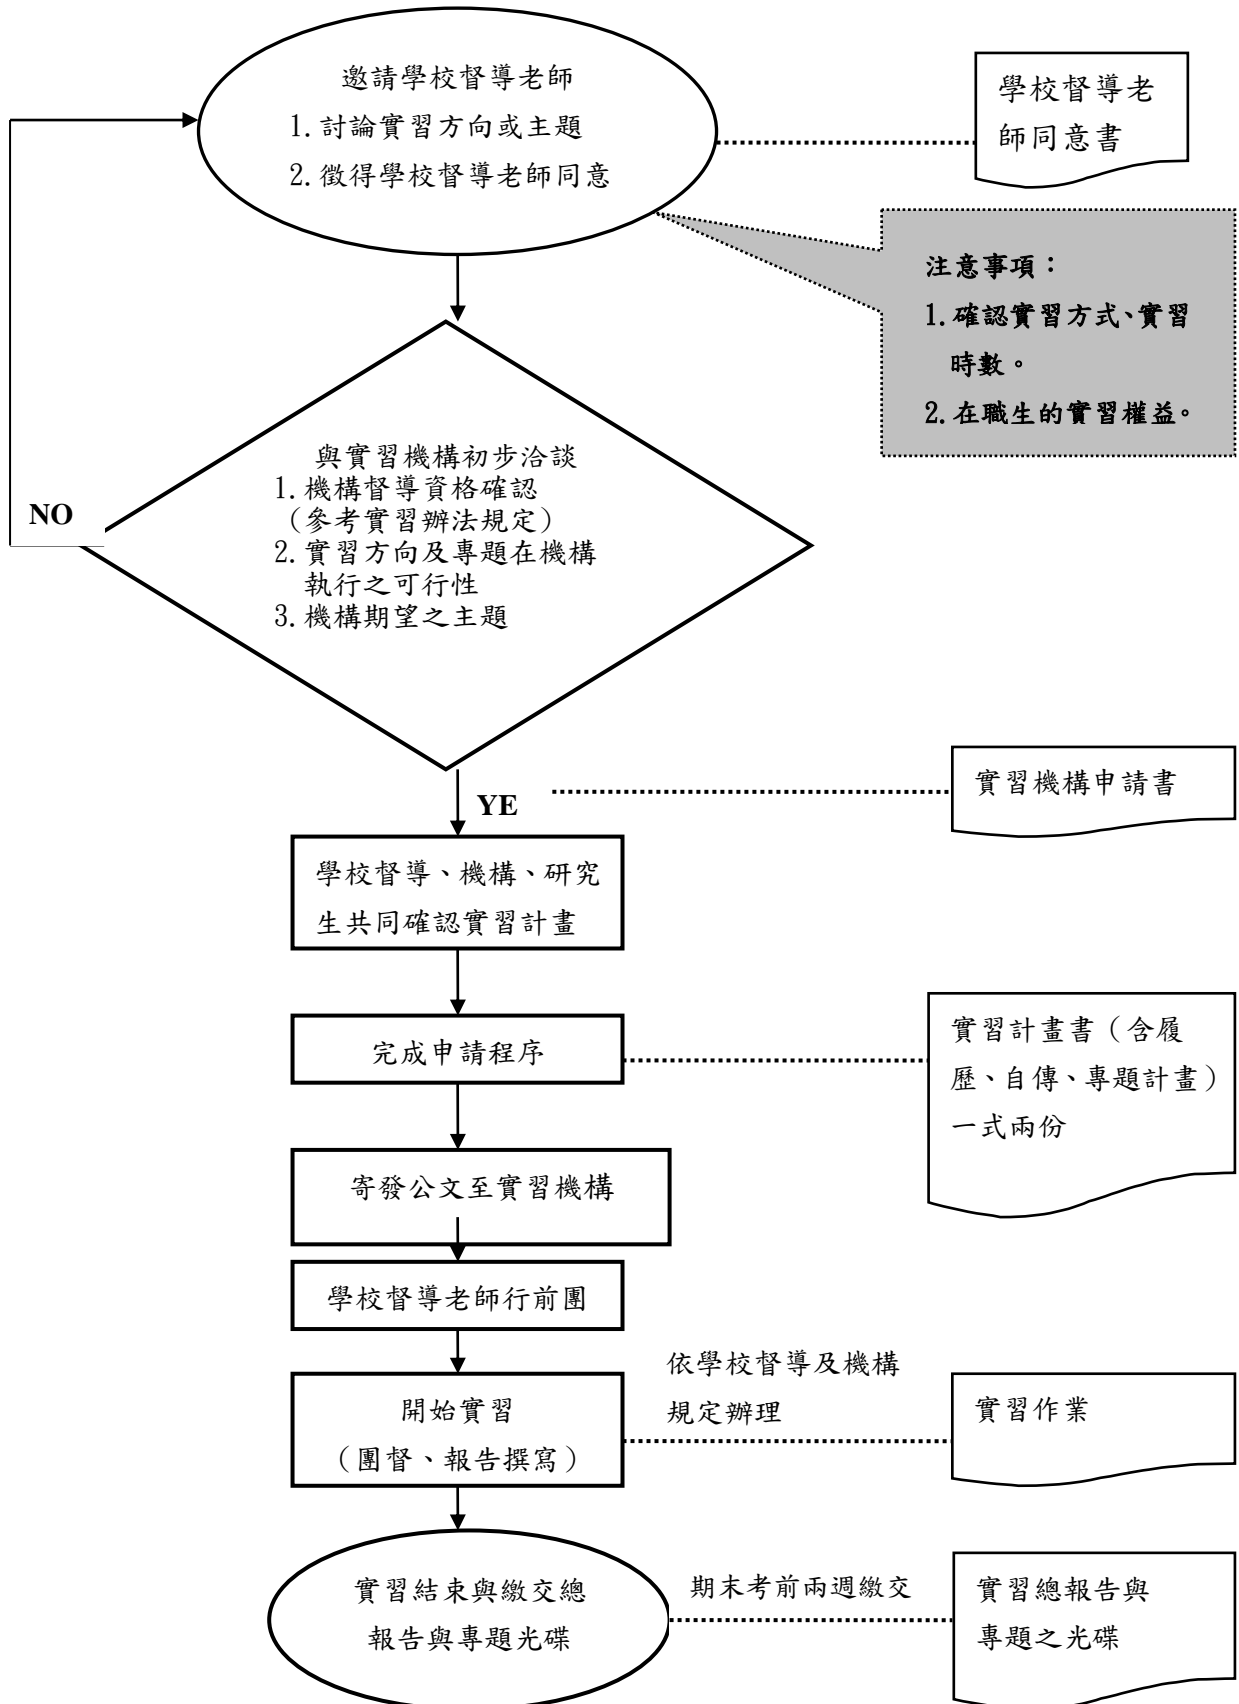 邀請學校督導老師
1.討論實習方向或主題
2.徵得學校督導老師同意
學校督導老
師同意書
注意事項：
1.確認實習方式、實習
時數。
2.在職生的實習權益。
與實習機構初步洽談
1.機構督導資格確認
（參考實習辦法規定）
2.實習方向及專題在機構
執行之可行性
3.機構期望之主題
NO
YE
實習機構申請書
學校督導、機構、研究
生共同確認實習計畫
完成申請程序
實習計畫書（含履
歷、自傳、專題計畫）
一式兩份
寄發公文至實習機構
學校督導老師行前團
開始實習
（團督、報告撰寫）
依學校督導及機構
規定辦理
實習作業
實習結束與繳交總
報告與專題光碟
期末考前兩週繳交
實習總報告與
專題之光碟